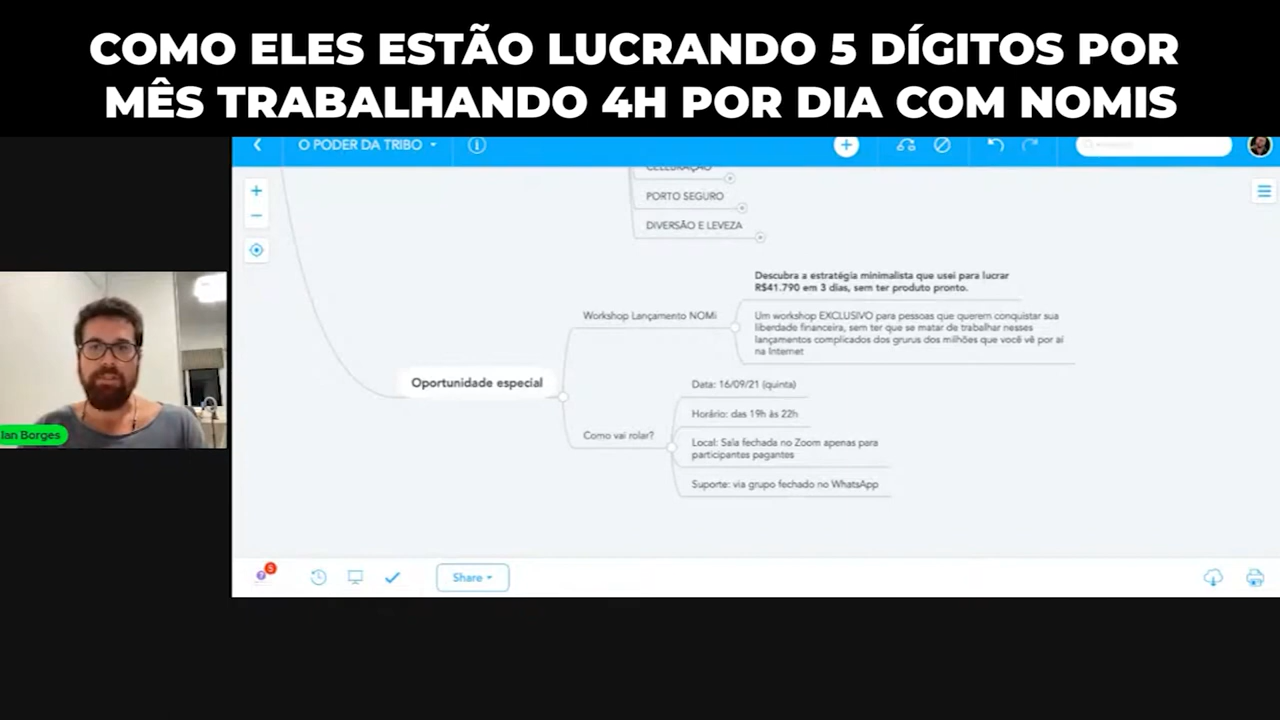 COMO ELES ESTÃO LUCRANDO 5 DÍGITOS POR
MÊS TRABALHANDO 4H POR DIA COM NOMIS
O PODER DA TRIBO
CELEBRAÇÃO
PORTO SEGURO
DIVERSÃO E LEVEZA
Descubra a estratégia minimalista que usei para lucrar
R$41.790 em 3 dias, sem ter produto pronto.
Workshop Lançamento NOMi
Um workshop EXCLUSIVO para pessoas que querem conquistar sua
liberdade financeira, sem ter que se matar de trabalhar nesses
lançamentos complicados dos grurus dos milhões que você vê por aí
na Internet
Oportunidade especial
Data: 16/09/21 (quinta)
Horário: das 19h às 22h
Como vai rolar?
Local: Sala fechada no Zoom apenas para
participantes pagantes
Suporte: via grupo fechado no WhatsApp
Ian Borges
5
Share